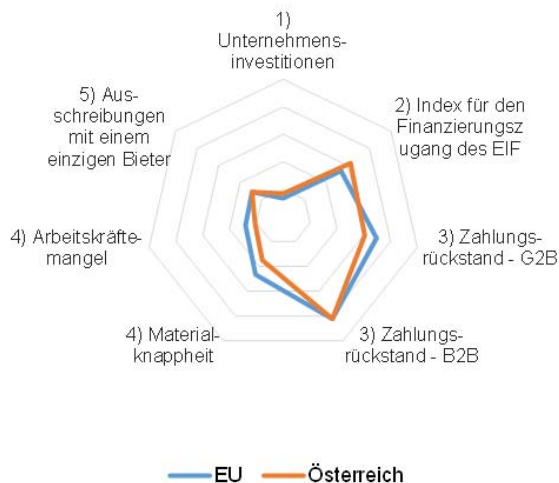 1)
Unternehmens-
investitionen
2) Index für den
Finanzierungsz
ugang des EIF
3) Zahlungs-
rückstand - G2B
3) Zahlungs-
rückstand - B2B
4) Material-
knappheit
4) Arbeitskräfte-
mangel
5) Aus-
schreibungen
mit einem
einzigen Bieter
EU
Österreich